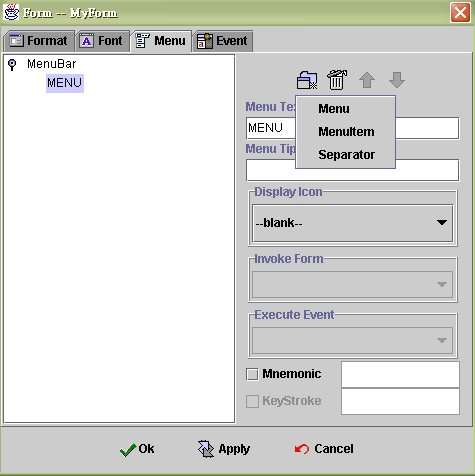 Form -- MyForm
Format Font Menu Event
MenuBar
MENU
Menu
MenuItem
Separator
Menu Te
MENU
Menu Tip
Display Icon
--blank--
Invoke Form
Execute Event
Mnemonic
KeyStroke
Ok Apply Cancel